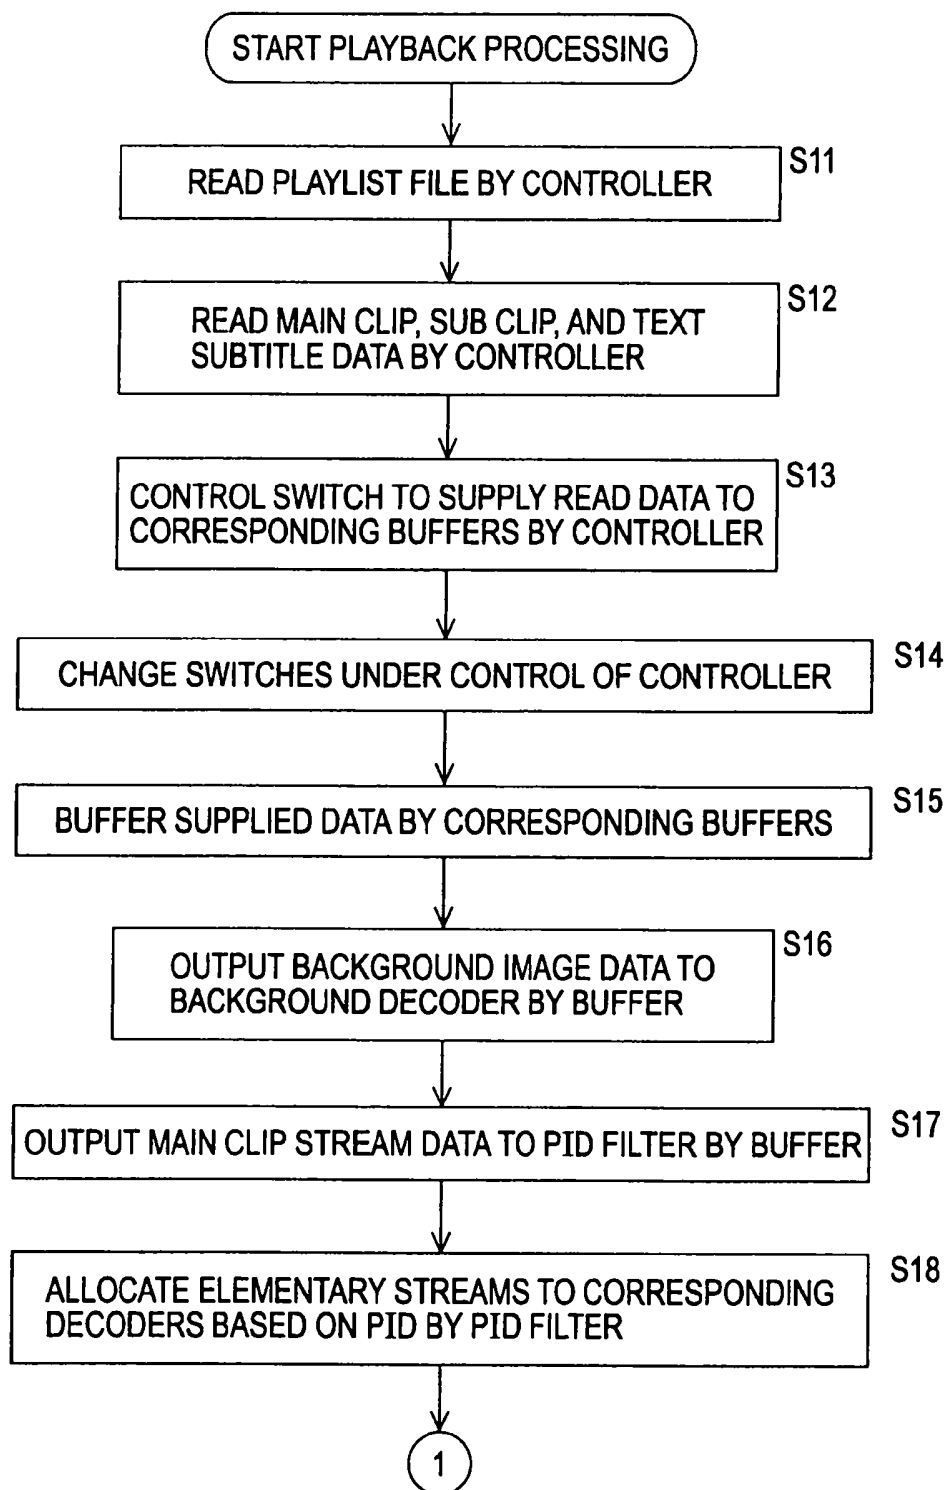 START PLAYBACK PROCESSING
S11
READ PLAYLIST FILE BY CONTROLLER
S12
READ MAIN CLIP, SUB CLIP, AND TEXT
SUBTITLE DATA BY CONTROLLER
S13
CONTROL SWITCH TO SUPPLY READ DATA TO
CORRESPONDING BUFFERS BY CONTROLLER
S14
CHANGE SWITCHES UNDER CONTROL OF CONTROLLER
S15
BUFFER SUPPLIED DATA BY CORRESPONDING BUFFERS
S16
OUTPUT BACKGROUND IMAGE DATA TO
BACKGROUND DECODER BY BUFFER
S17
OUTPUT MAIN CLIP STREAM DATA TO PID FILTER BY BUFFER
S18
ALLOCATE ELEMENTARY STREAMS TO CORRESPONDING
DECODERS BASED ON PID BY PID FILTER
1